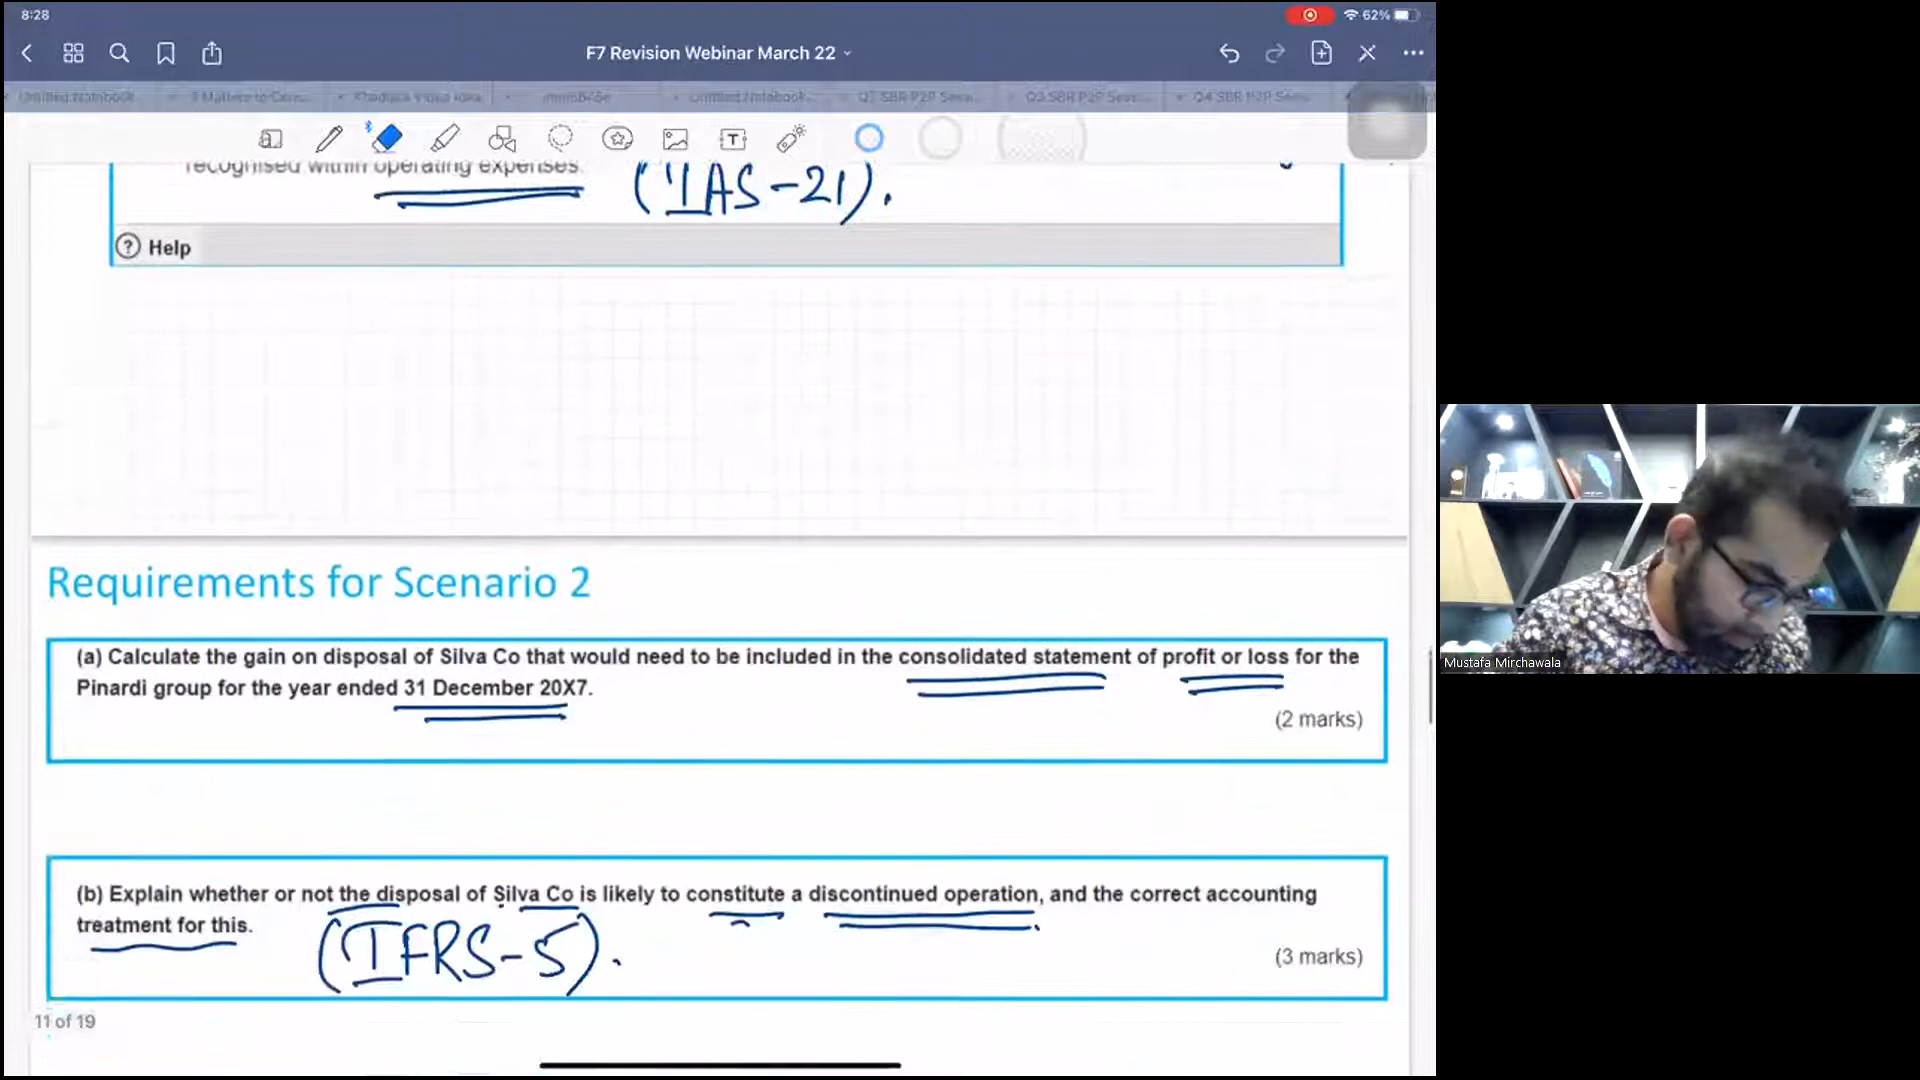 8:28
62%
F7 Revision Webinar March 22
Untitled Notebook
Untitled Notebook
recognised within operating expenses.
(IAS-21).
? Help
Requirements for Scenario 2
(a) Calculate the gain on disposal of Silva Co that would need to be included in the consolidated statement of profit or loss for the
Pinardi group for the year ended 31 December 20X7.
(2 marks)
(b) Explain whether or not the disposal of Silva Co is likely to constitute a discontinued operation, and the correct accounting
treatment for this.
(IFRS-5).
(3 marks)
11 of 19
Mustafa Mirchawala